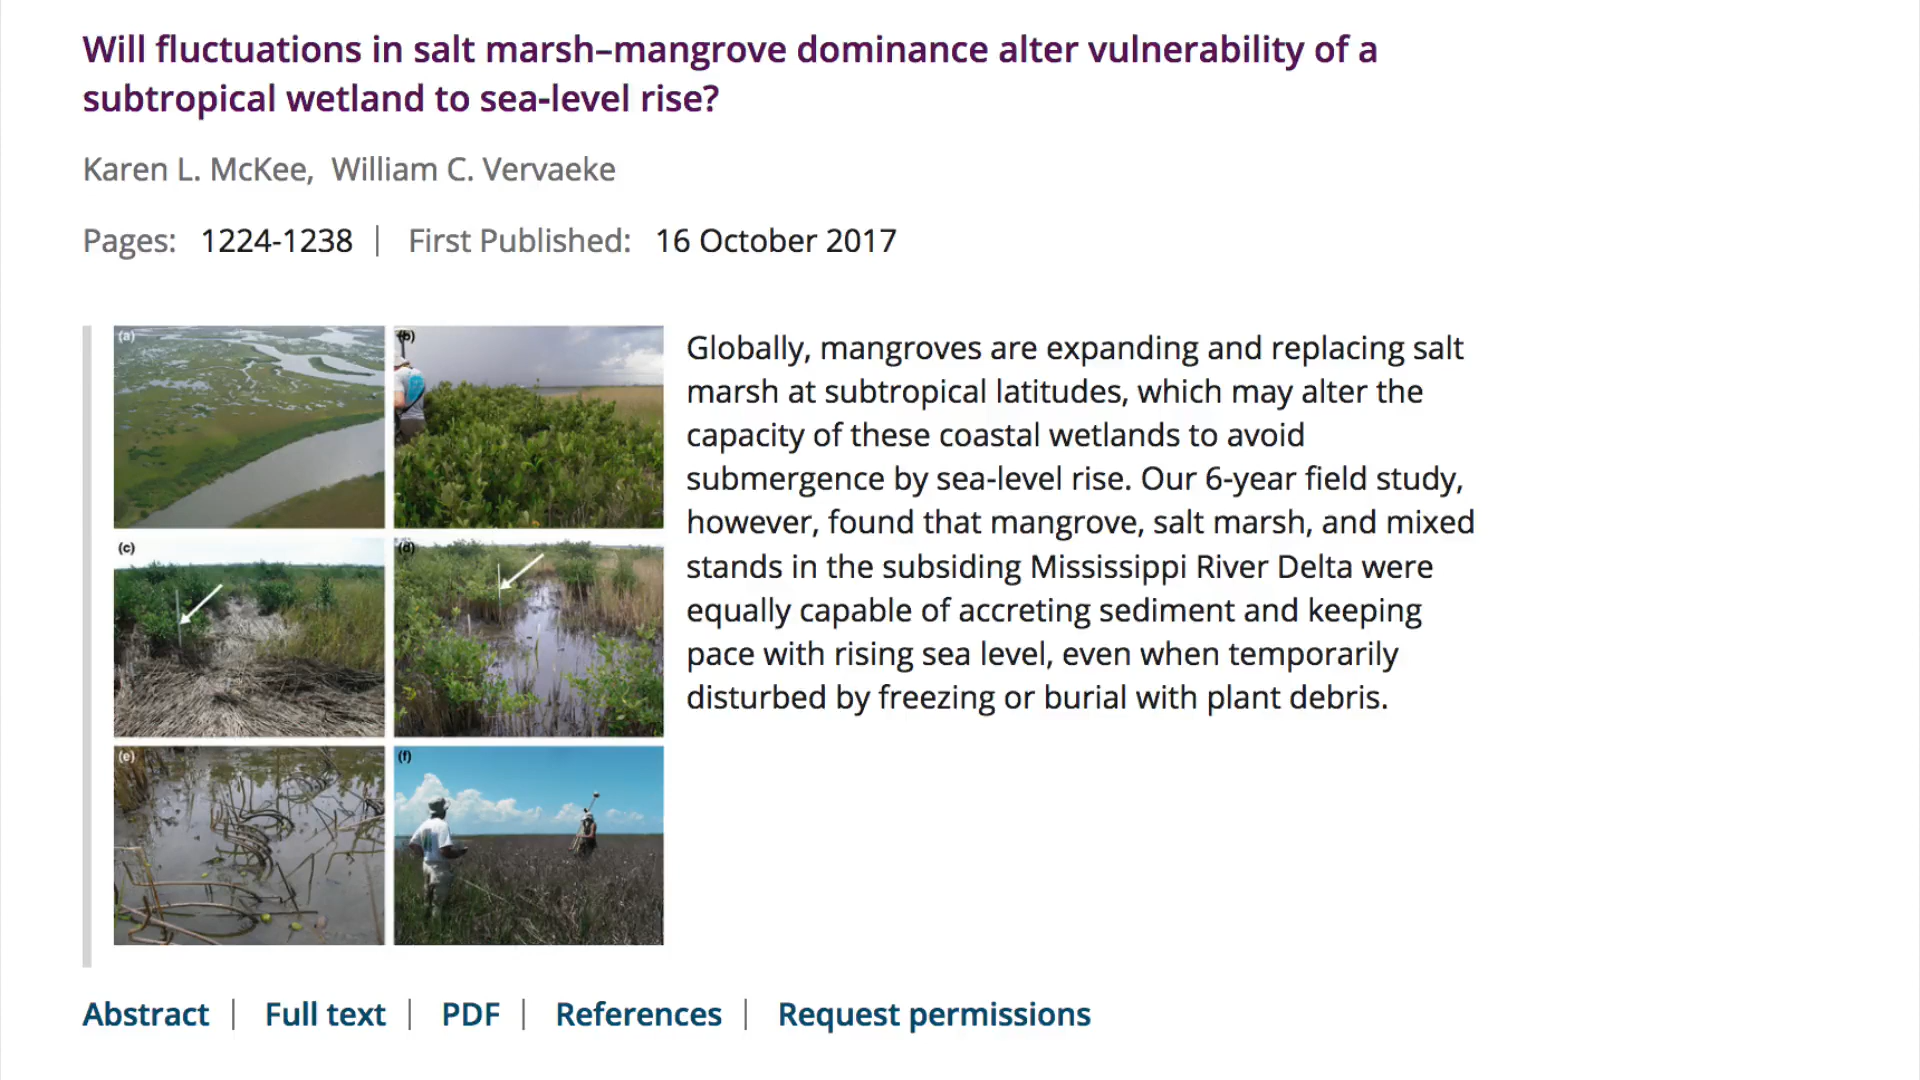 Will fluctuations in salt marsh–mangrove dominance alter vulnerability of a
subtropical wetland to sea-level rise?
Karen L. McKee, William C. Vervaeke
Pages: 1224-1238 | First Published: 16 October 2017
(a)
(b)
(c)
(d)
(e)
(f)
Globally, mangroves are expanding and replacing salt
marsh at subtropical latitudes, which may alter the
capacity of these coastal wetlands to avoid
submergence by sea-level rise. Our 6-year field study,
however, found that mangrove, salt marsh, and mixed
stands in the subsiding Mississippi River Delta were
equally capable of accreting sediment and keeping
pace with rising sea level, even when temporarily
disturbed by freezing or burial with plant debris.
Abstract | Full text | PDF | References | Request permissions